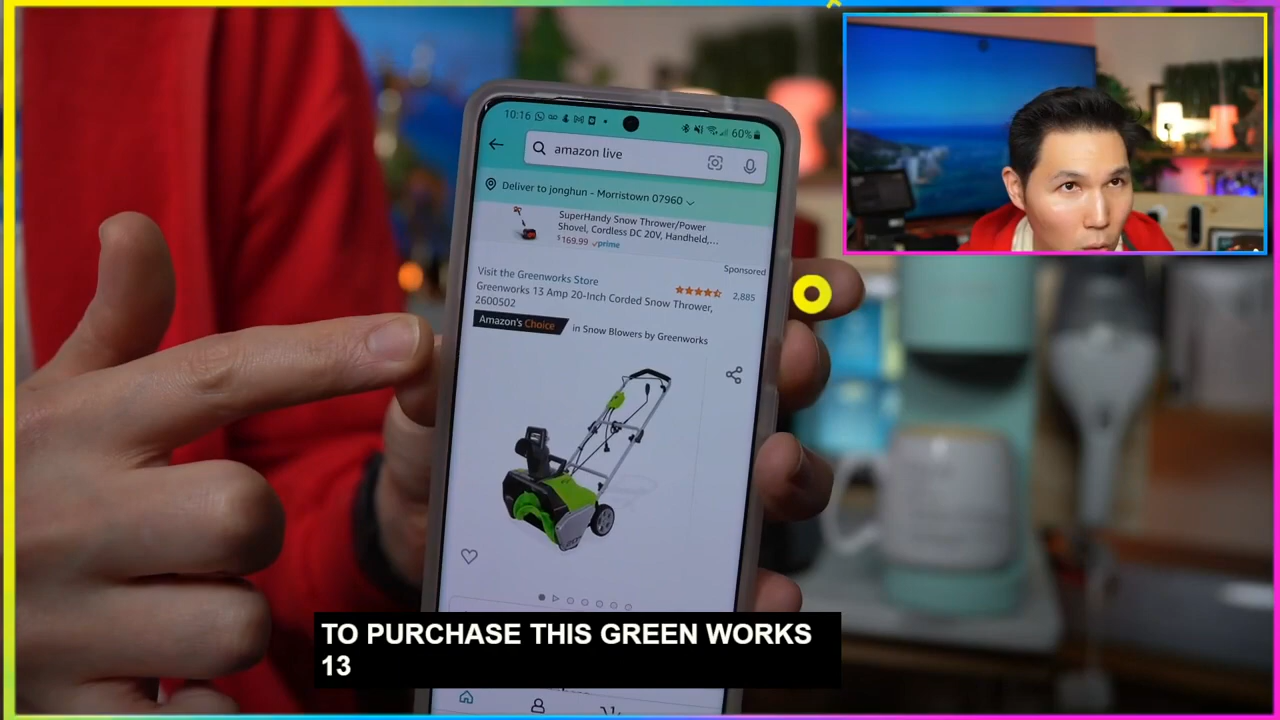 10:16
60%
amazon live
Deliver to jonghun - Morristown 07960
SuperHandy Snow Thrower/Power
Shovel, Cordless DC 20V, Handheld,...
$169.99 prime
Sponsored
Visit the Greenworks Store
2,885
Greenworks 13 Amp 20-Inch Corded Snow Thrower,
2600502
Amazon's Choice in Snow Blowers by Greenworks
TO PURCHASE THIS GREEN WORKS
13